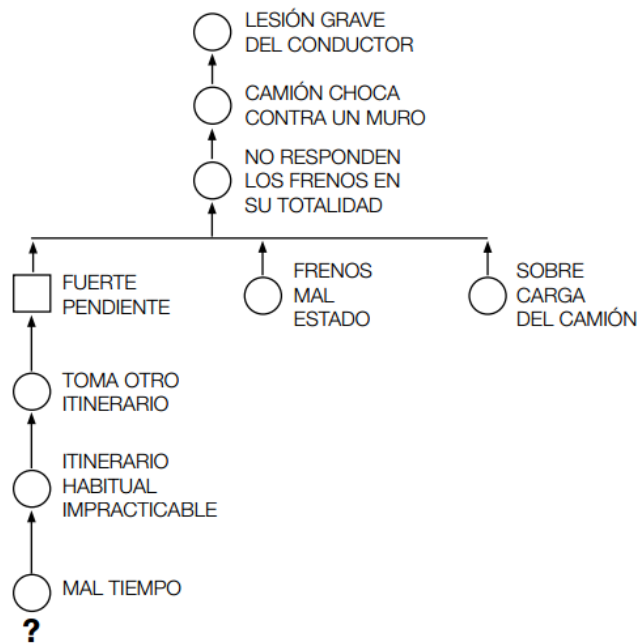 LESIÓN GRAVE
DEL CONDUCTOR
CAMIÓN CHOCA
CONTRA UN MURO
NO RESPONDEN
LOS FRENOS EN
SU TOTALIDAD
FUERTE
PENDIENTE
FRENOS
MAL
ESTADO
SOBRE
CARGA
DEL CAMIÓN
TOMA OTRO
ITINERARIO
ITINERARIO
HABITUAL
IMPRACTICABLE
MAL TIEMPO
?